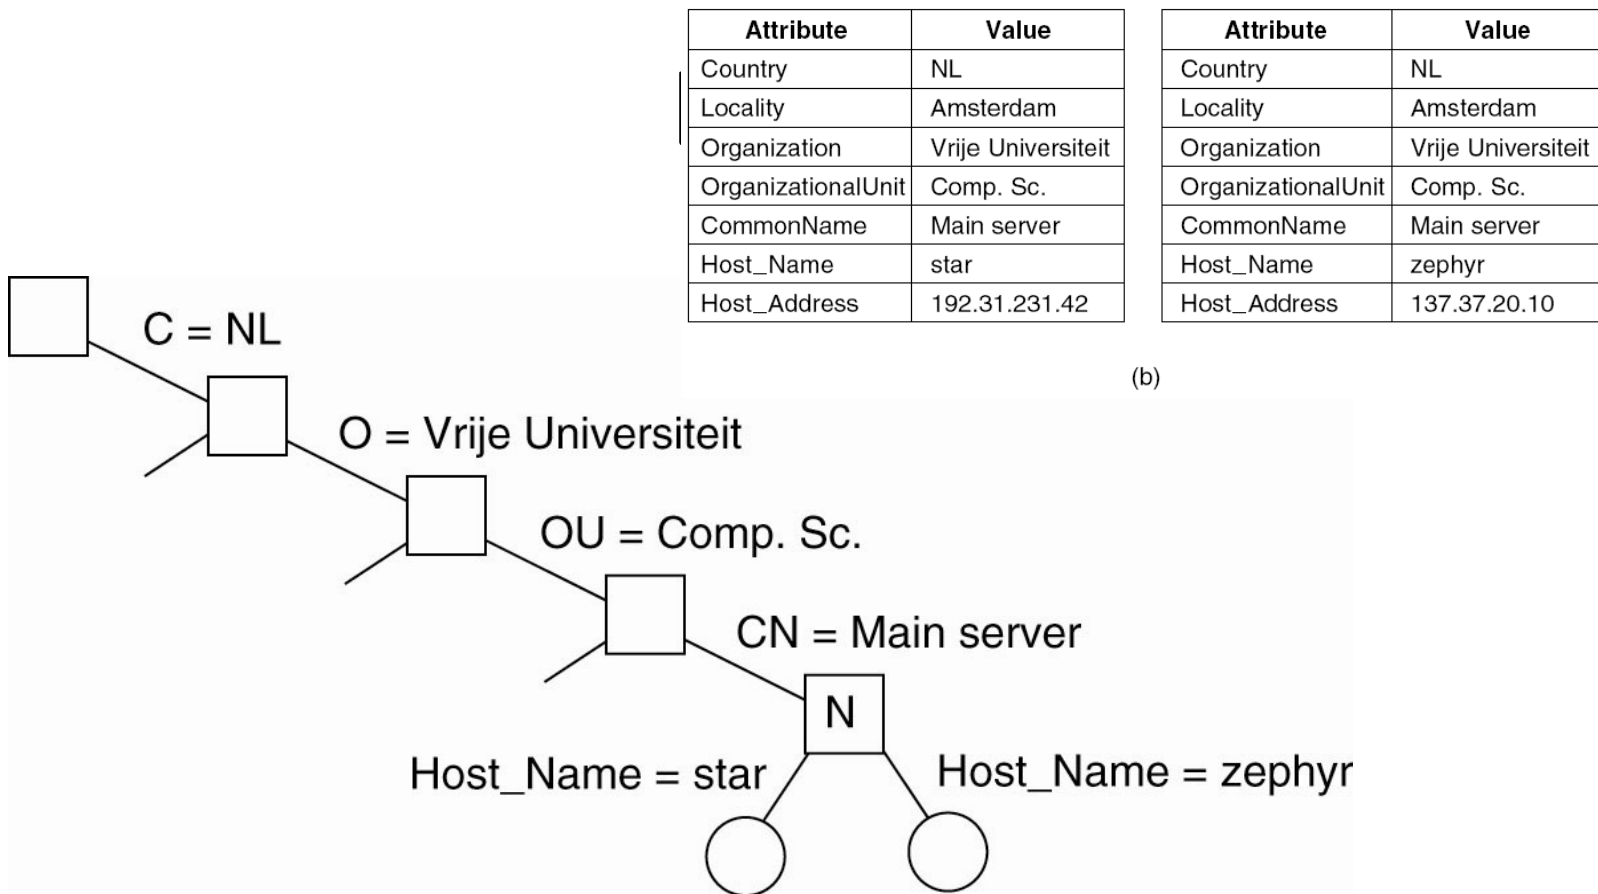 Attribute Value
Country NL
Locality Amsterdam
Organization Vrije Universiteit
OrganizationalUnit Comp. Sc.
CommonName Main server
Host_Name star
Host_Address 192.31.231.42
Attribute Value
Country NL
Locality Amsterdam
Organization Vrije Universiteit
OrganizationalUnit Comp. Sc.
CommonName Main server
Host_Name zephyr
Host_Address 137.37.20.10
(b)
C = NL
O = Vrije Universiteit
OU = Comp. Sc.
CN = Main server
N
Host_Name = star
Host_Name = zephyr